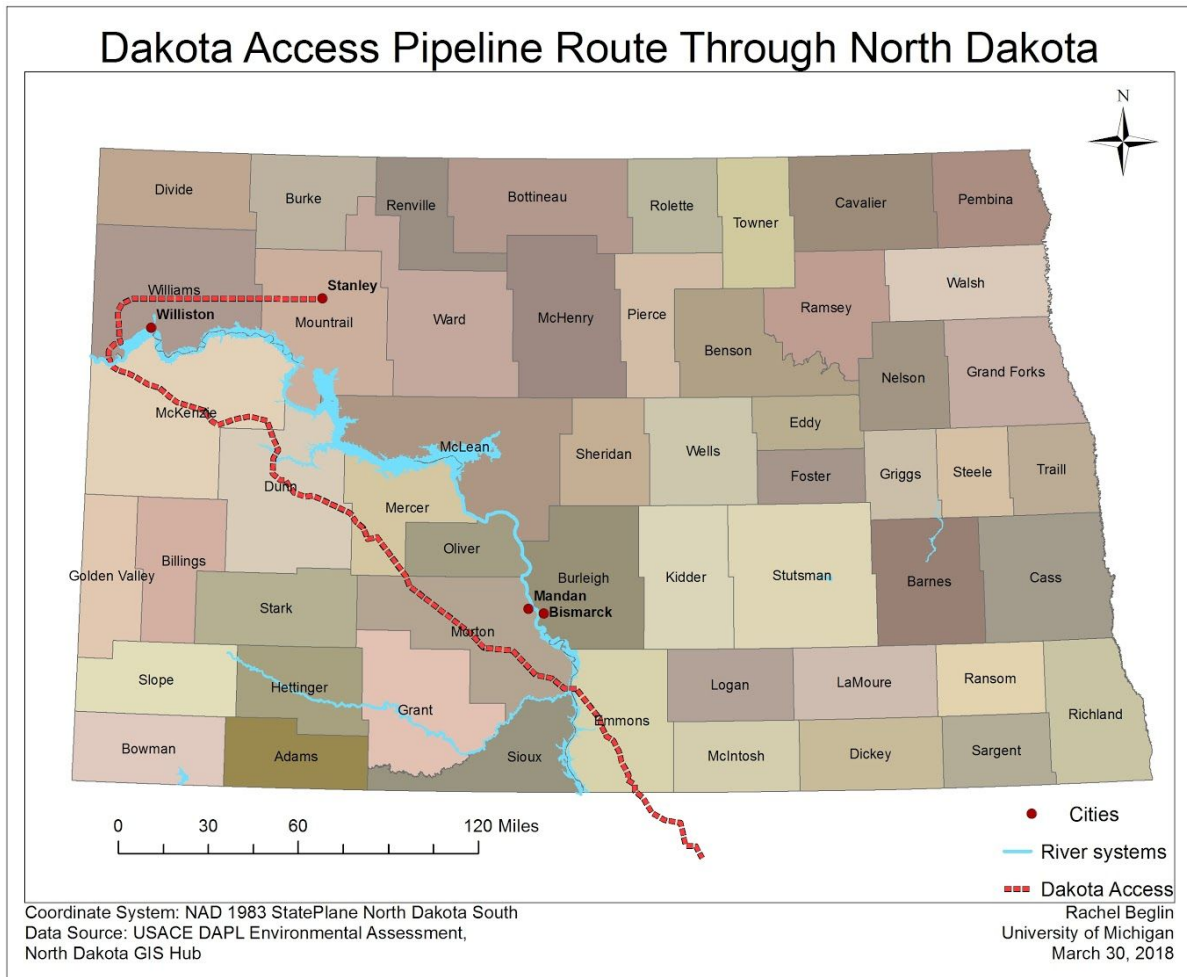 Dakota Access Pipeline Route Through North Dakota
N
Divide
Burke
Renville
Bottineau
Rolette
Towner
Cavalier
Pembina
Williams
Stanley
Williston
Mountrail
Ward
McHenry
Pierce
Ramsey
Walsh
Benson
Nelson
Grand Forks
McKenzie
McLean
Sheridan
Wells
Eddy
Foster
Griggs
Steele
Traill
Dunn
Mercer
Oliver
Golden Valley
Billings
Stark
Burleigh
Kidder
Stutsman
Barnes
Cass
Mandan
Bismarck
Morton
Slope
Hettinger
Grant
Emmons
Logan
LaMoure
Ransom
Richland
Bowman
Adams
Sioux
McIntosh
Dickey
Sargent
0 30 60 120 Miles
Cities
River systems
Dakota Access
Coordinate System: NAD 1983 StatePlane North Dakota South
Data Source: USACE DAPL Environmental Assessment,
North Dakota GIS Hub
Rachel Beglin
University of Michigan
March 30, 2018